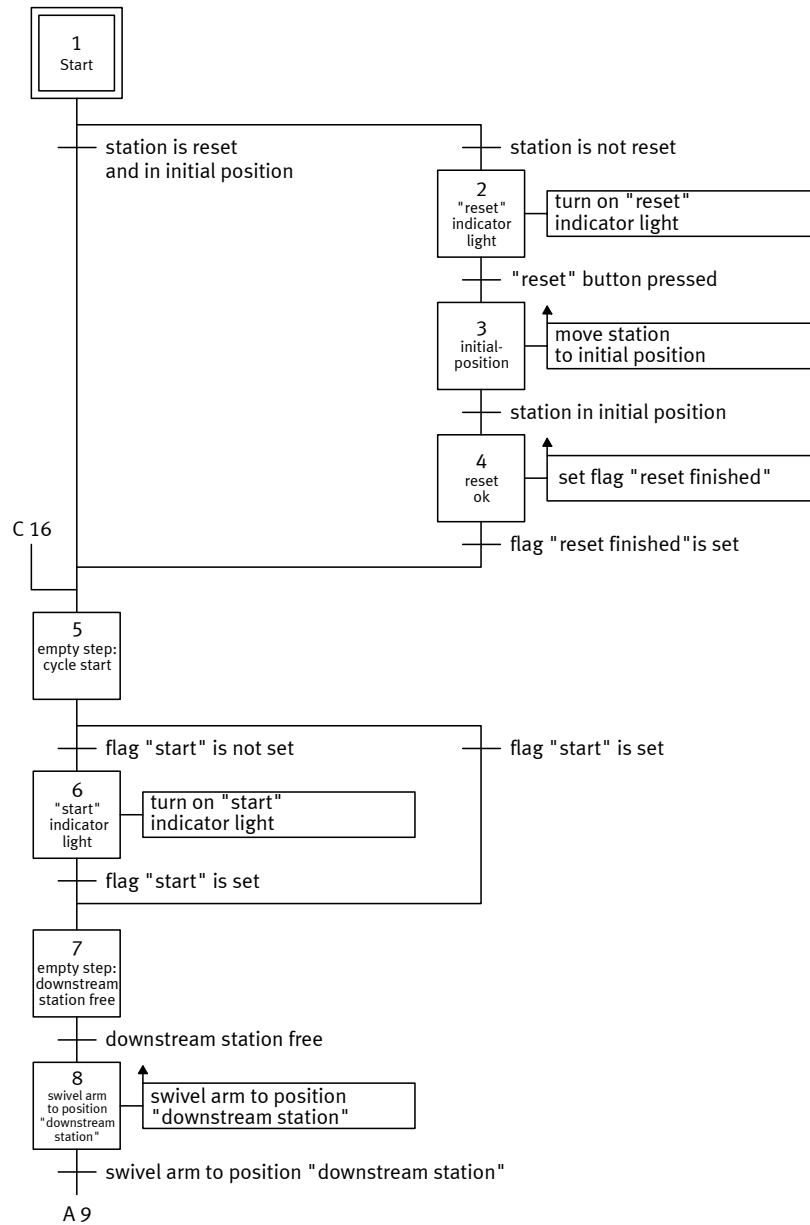 1
Start
station is reset
and in initial position
station is not reset
2
"reset"
indicator
light
turn on "reset"
indicator light
"reset" button pressed
3
initial-
position
move station
to initial position
station in initial position
4
reset
ok
set flag "reset finished"
flag "reset finished"is set
C 16
5
empty step:
cycle start
flag "start" is not set
flag "start" is set
6
"start"
indicator
light
turn on "start"
indicator light
flag "start" is set
7
empty step:
downstream
station free
downstream station free
8
swivel arm
to position
"downstream
station"
swivel arm to position
"downstream station"
swivel arm to position "downstream station"
A 9